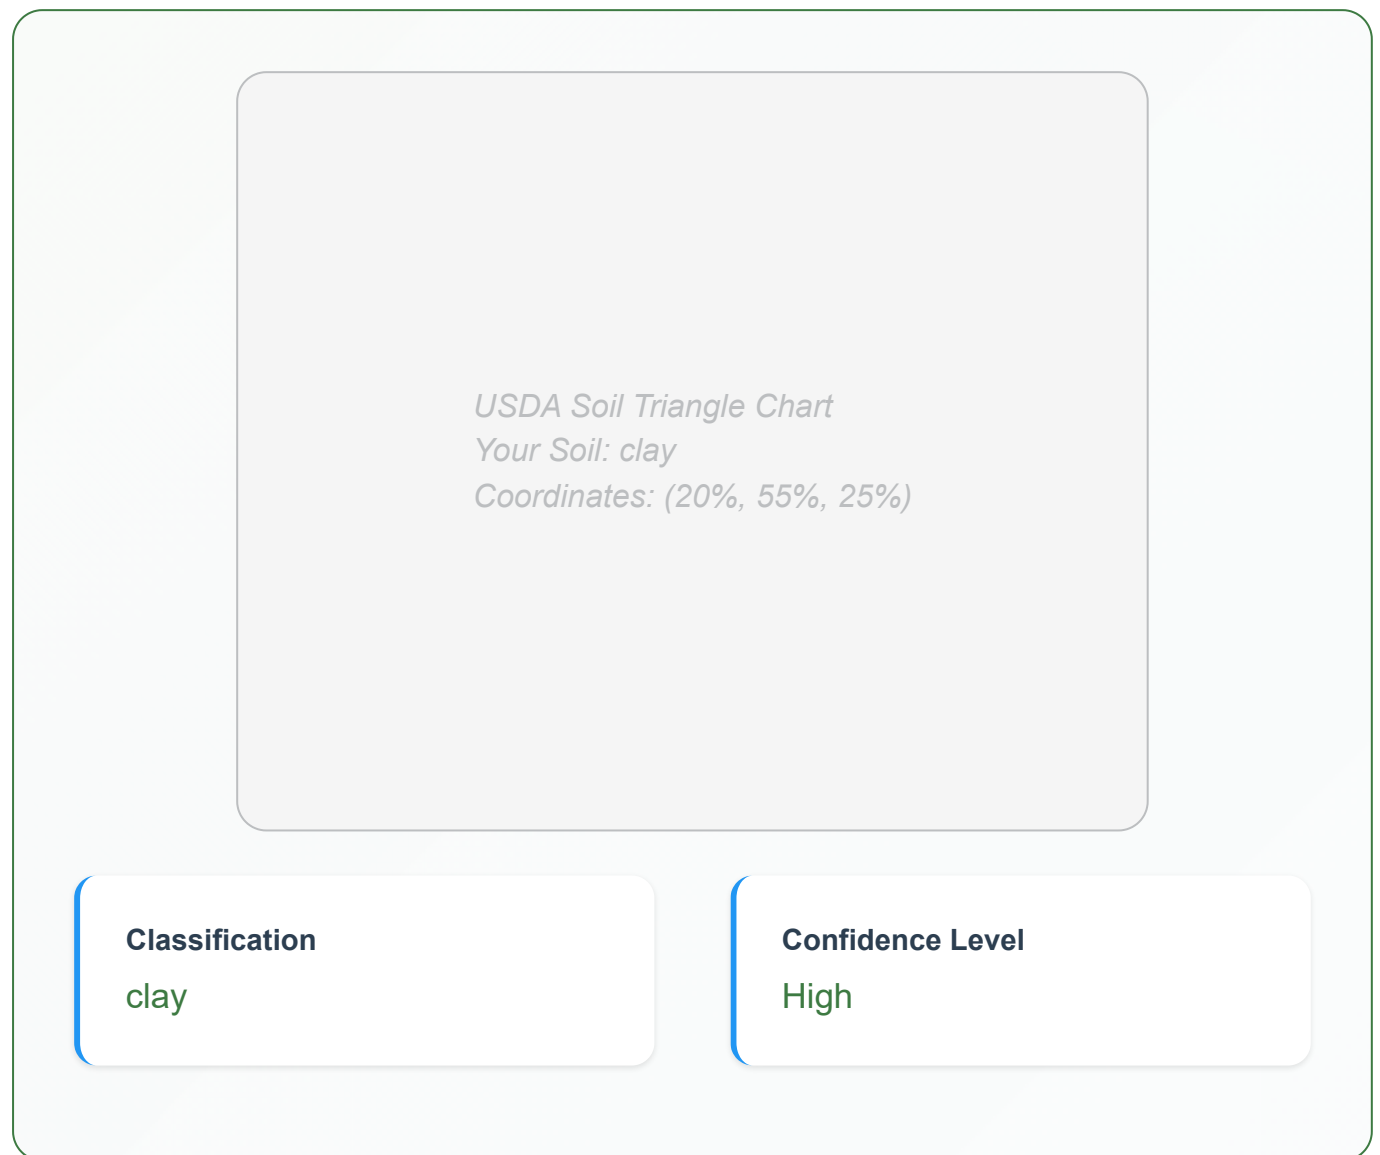 USDA Soil Triangle Chart
Your Soil: clay
Coordinates: (20%, 55%, 25%)
Classification
clay
Confidence Level
High